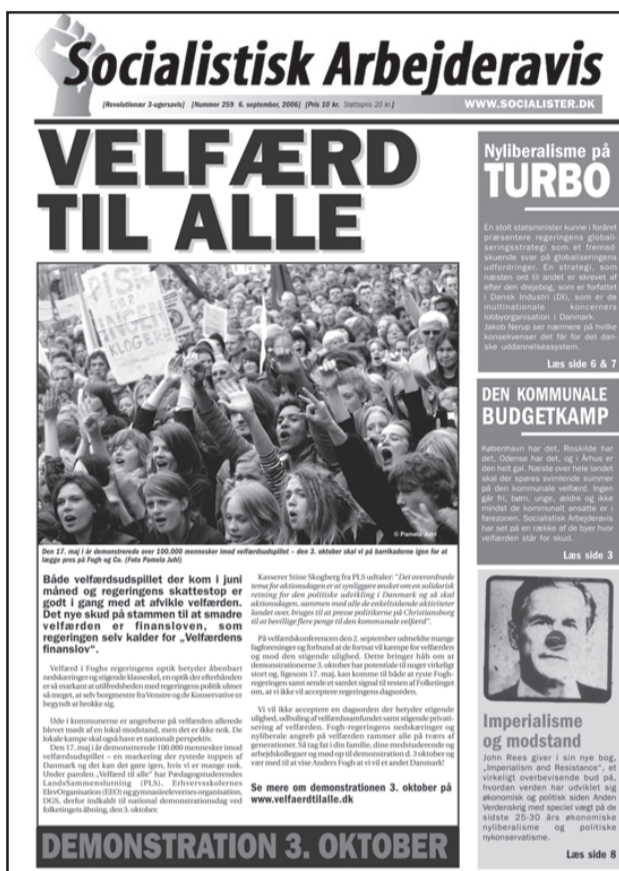 Socialistisk Arbejderavis
[Revolutionær 3-ugersavis] [Nummer 259 6. september, 2006] [Pris 10 kr. Støttepris 20 kr.]
WWW.SOCIALISTER.DK
VELFÆRD
TIL ALLE
KLOGERE
© Pamela Juhl
Den 17. maj i år demonstrerede over 100.000 mennesker imod velfærdsudspillet – den 3. oktober skal vi på barrikaderne igen for at
lægge pres på Fogh og Co. (Foto Pamela Juhl)
Både velfærdsudspillet der kom i juni
måned og regeringens skattestop er
godt i gang med at afvikle velfærden.
Det nye skud på stammen til at smadre
velfærden er finansloven, som
regeringen selv kalder for „Velfærdens
finanslov“.
Velfærd i Foghs regeringens optik betyder åbenbart
nedskæringer og stigende klasseskel, en optik der efterhånden
er så markant at utilfredsheden med regeringens politik ulmer
så meget, at selv borgmestre fra Venstre og de Konservative er
begyndt at brokke sig.
Ude i kommunerne er angrebene på velfærden allerede
blevet mødt af en lokal modstand, men det er ikke nok. De
lokale kampe skal også have et nationalt perspektiv.
Den 17. maj i år demonstrerede 100.000 mennesker imod
velfærdsudspillet – en markering der rystede toppen af
Danmark og det kan det gøre igen, hvis vi er mange nok.
Under parolen „Velfærd til alle“ har Pædagogstuderendes
LandsSammenslutning (PLS), Erhvervsskolernes
ElevOrganisation (EEO) og gymnasieelevernes organisation,
DGS, derfor indkaldt til national demonstrationsdag ved
folketingets åbning, den 3. oktober.
Kasserer Stine Skogberg fra PLS udtaler: "Det overordnede
tema for aktionsdagen er at synliggøre ønsket om en solidarisk
retning for den politiske udvikling i Danmark og så skal
aktionsdagen, sammen med alle de enkeltstående aktiviteter
landet over, bruges til at presse politikerne på Christiansborg
til at bevillige flere penge til den kommunale velfærd".
På velfærdskonferencen den 2. september udmeldte mange
fagforeninger og forbund at de fortsat vil kæmpe for velfærden
og mod den stigende ulighed. Dette bringer håb om at
demonstrationerne 3. oktober har potentiale til noget virkeligt
stort og, ligesom 17. maj, kan komme til både at ryste Fogh-
regeringen samt sende et samlet signal til resten af Folketinget
om, at vi ikke vil acceptere regeringens dagsorden.
Vi vil ikke acceptere en dagsorden der betyder stigende
ulighed, udhuling af velfærdssamfundet samt stigende privati-
sering af velfærden. Fogh-regeringens nedskæringer og
nyliberale angreb på velfærden rammer alle på tværs af
generationer. Så tag fat i din familie, dine medstuderende og
arbejdskollegaer og mød op til demonstration d. 3 oktober og
vær med til at vise Anders Fogh at vi vil et andet Danmark!
Se mere om demonstrationen 3. oktober på
www.velfaerdtilalle.dk
DEMONSTRATION 3. OKTOBER
Nyliberalisme på
TURBO
En stolt statsminister kunne i foråret
præsentere regeringens globali-
seringsstrategi som et fremad-
skuende svar på globaliseringens
udfordringer. En strategi, som
næsten ord til andet er skrevet af
efter den drejebog, som er forfattet
i Dansk Industri (DI), som er de
multinationale koncerners
lobbyorganisation i Danmark.
Jakob Nerup ser nærmere på hvilke
konsekvenser det får for det dan-
ske uddannelsessystem.
Læs side 6 & 7
DEN KOMMUNALE
BUDGETKAMP
København har det, Roskilde har
det, Odense har det, og i Århus er
den helt gal. Næste over hele landet
skal der spares svimlende summer
på den kommunale velfærd. Ingen
går fri, børn, unge, ældre og ikke
mindst de kommunalt ansatte er i
farezonen. Socialistisk Arbejderavis
har set på en række af de byer hvor
velfærden står for skud.
Læs side 3
Imperialisme
og modstand
John Rees giver i sin nye bog,
„Imperialism and Resistance", et
virkeligt overbevisende bud på,
hvordan verden har udviklet sig
økonomisk og politisk siden Anden
Verdenskrig med speciel vægt på de
sidste 25-30 års økonomiske
nyliberalisme og politiske
nykonservatisme.
Læs side 8